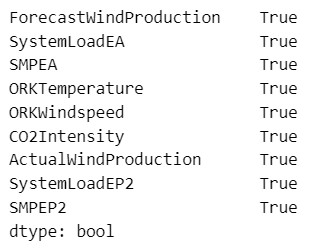 ForecastWindProduction True
SystemLoadEA True
SMPEA True
ORKTemperature True
ORKWindspeed True
CO2Intensity True
ActualWindProduction True
SystemLoadEP2 True
SMPEP2 True
dtype: bool